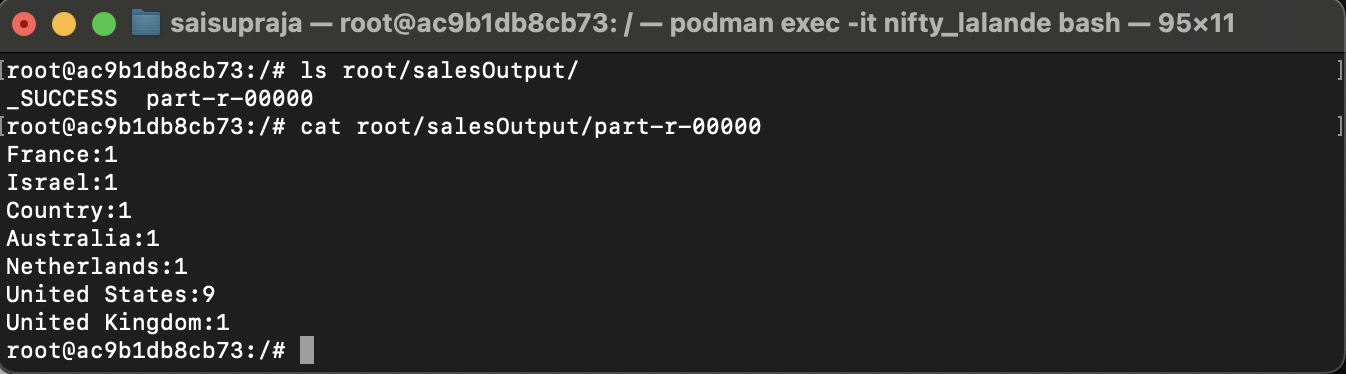 saisupraja — root@ac9b1db8cb73: / — podman exec -it nifty_lalande bash — 95×11
[root@ac9b1db8cb73:/# ls root/salesOutput/ ]
_SUCCESS  part-r-00000
[root@ac9b1db8cb73:/# cat root/salesOutput/part-r-00000 ]
France:1
Israel:1
Country:1
Australia:1
Netherlands:1
United States:9
United Kingdom:1
root@ac9b1db8cb73:/#